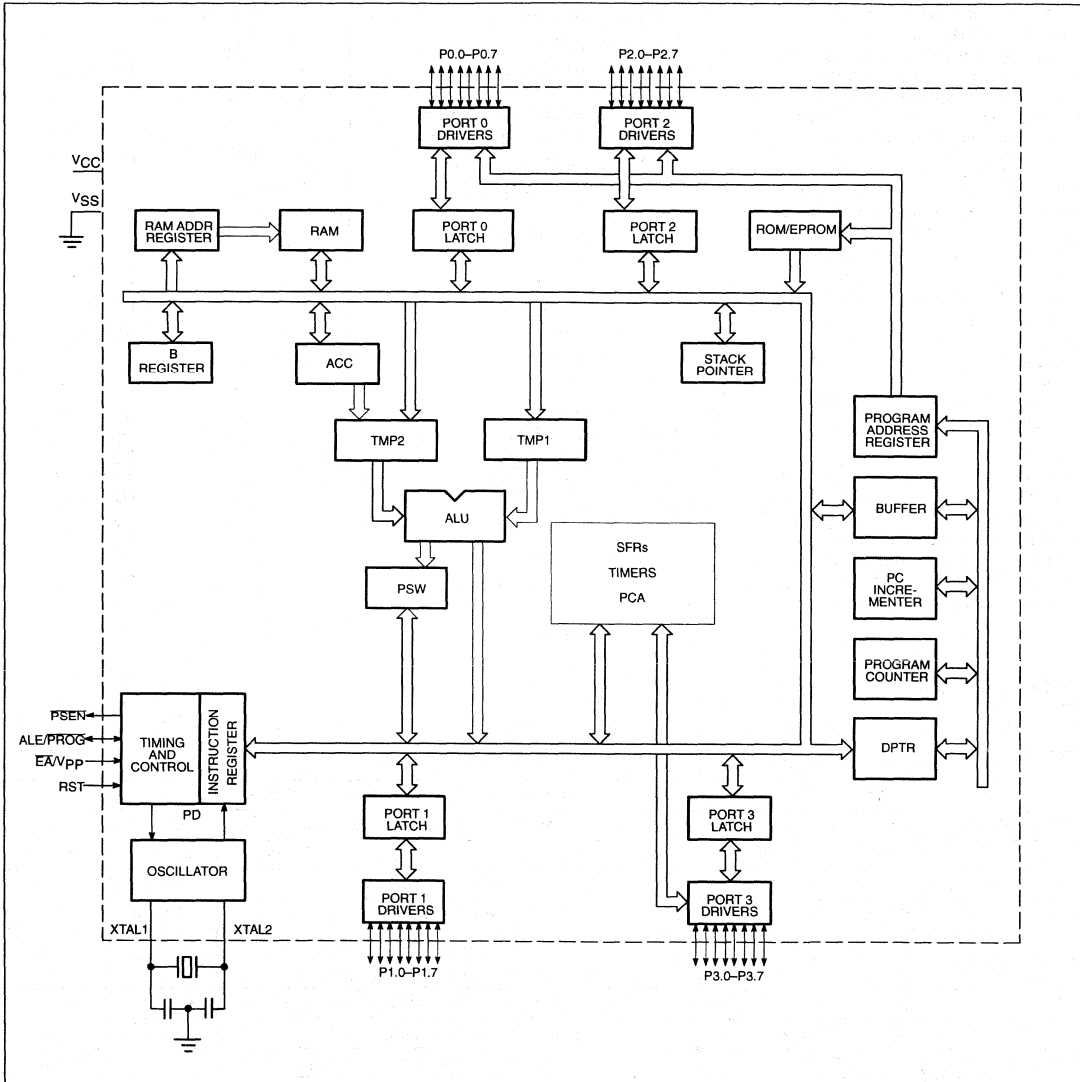 P0.0–P0.7
P2.0–P2.7
PORT 0
DRIVERS
PORT 2
DRIVERS
VCC
VSS
RAM ADDR
REGISTER
RAM
PORT 0
LATCH
PORT 2
LATCH
ROM/EPROM
B
REGISTER
ACC
STACK
POINTER
PROGRAM
ADDRESS
REGISTER
TMP2
TMP1
ALU
BUFFER
SFRs
TIMERS
PCA
PSW
PC
INCRE-
MENTER
PROGRAM
COUNTER
DPTR
PSEN
ALE/PROG
EA/VPP
RST
TIMING
AND
CONTROL
INSTRUCTION
REGISTER
PD
OSCILLATOR
PORT 1
LATCH
PORT 3
LATCH
PORT 1
DRIVERS
PORT 3
DRIVERS
XTAL1
XTAL2
P1.0–P1.7
P3.0–P3.7